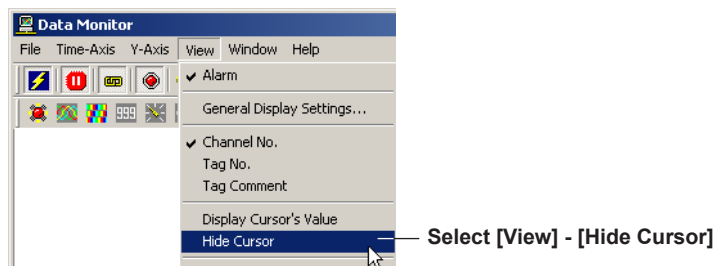 Data Monitor
File Time-Axis Y-Axis View Window Help
Alarm
999
General Display Settings...
Channel No.
Tag No.
Tag Comment
Display Cursor's Value
Hide Cursor
Select [View] - [Hide Cursor]